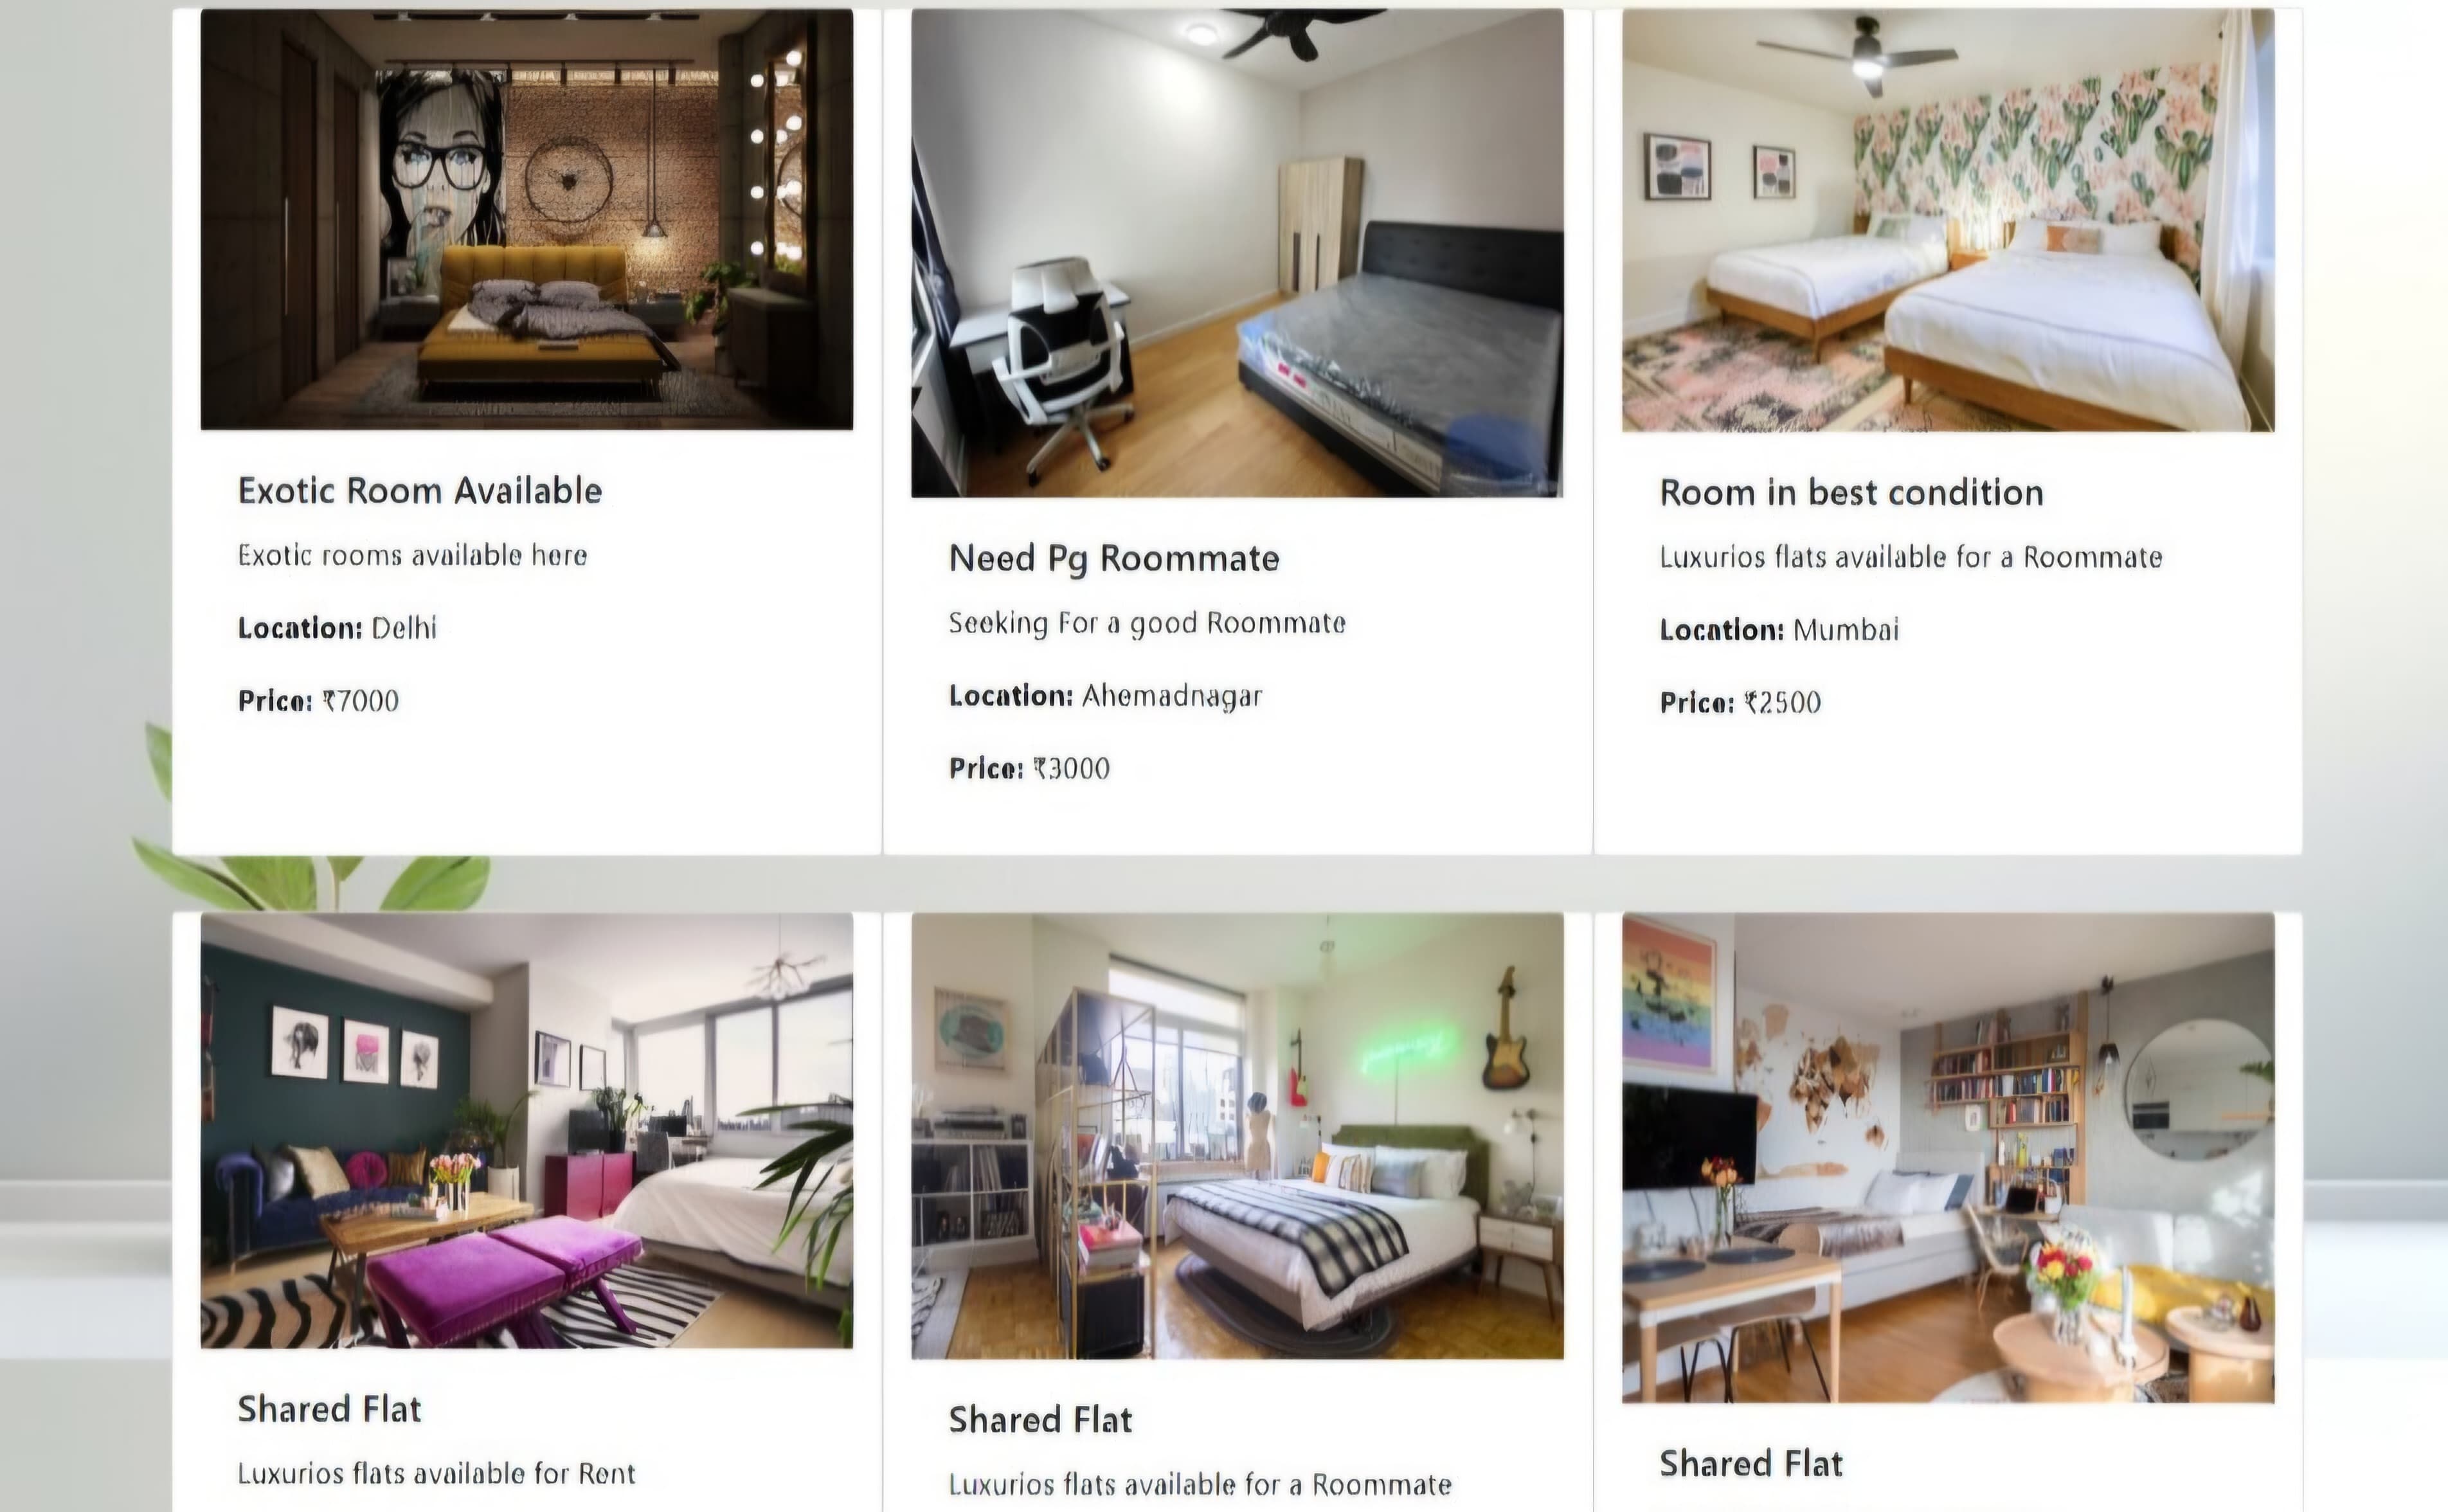 Exotic Room Available
Exotic rooms available here
Location: Delhi
Price: ₹7000
Need Pg Roommate
Seeking For a good Roommate
Location: Ahemadnagar
Price: ₹3000
Room in best condition
Luxurios flats available for a Roommate
Location: Mumbai
Price: ₹2500
Shared Flat
Luxurios flats available for Rent
Shared Flat
Luxurios flats available for a Roommate
Shared Flat